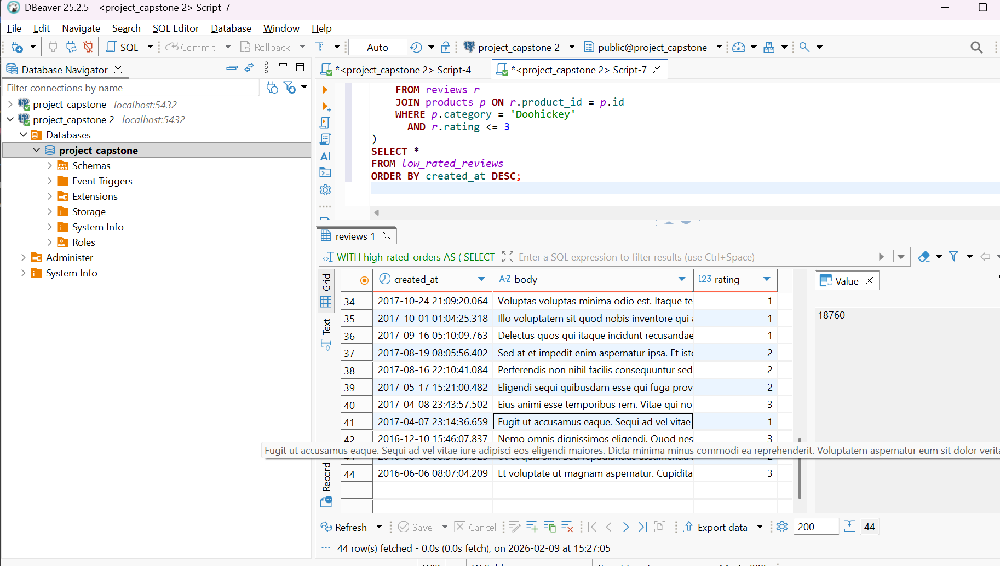 DBeaver 25.2.5 - <project_capstone 2> Script-7
File Edit Navigate Search SQL Editor Database Window Help
SQL Commit Rollback Auto project_capstone 2 public@project_capstone
Database Navigator
*<project_capstone 2> Script-4 *<project_capstone 2> Script-7
Filter connections by name
project_capstone localhost:5432
project_capstone 2 localhost:5432
Databases
project_capstone
Schemas
Event Triggers
Extensions
Storage
System Info
Roles
Administer
System Info
FROM reviews r
JOIN products p ON r.product_id = p.id
WHERE p.category = 'Doohickey'
AND r.rating <= 3
)
SELECT *
FROM low_rated_reviews
ORDER BY created_at DESC;
AI
reviews 1
WITH high_rated_orders AS ( SELECT Enter a SQL expression to filter results (use Ctrl+Space)
Grid
Text
Record
created_at A-Z body 123 rating
34 2017-10-24 21:09:20.064 Voluptas voluptas minima odio est. Itaque te 1
35 2017-10-01 01:04:25.318 Illo voluptatem sit quod nobis inventore qui 1
36 2017-09-16 05:10:09.763 Delectus quos qui itaque incidunt recusandae 1
37 2017-08-19 08:05:56.402 Sed at et impedit enim aspernatur ipsa. Et iste 2
38 2017-08-16 22:10:41.084 Perferendis non nihil facilis consequuntur sed 2
39 2017-05-17 15:21:00.482 Eligendi sequi quibusdam esse qui fuga prov 2
40 2017-04-08 23:43:57.502 Eius animi esse temporibus rem. Vitae qui no 3
41 2017-04-07 23:14:36.659 Fugit ut accusamus eaque. Sequi ad vel vitae 1
42 2016-12-10 15:46:07.837 Nemo omnis dignissimos eligendi. Quod nes 3
Fugit ut accusamus eaque. Sequi ad vel vitae iure adipisci eos eligendi maiores. Dicta minima minus commodi ea reprehenderit. Voluptatem aspernatur eum sit dolor verita
44 2016-06-06 08:07:04.209 Et voluptate ut magnam aspernatur. Cupidita 3
Value
18760
Refresh Save Cancel Export data 200 44
44 row(s) fetched - 0.0s (0.0s fetch), on 2026-02-09 at 15:27:05